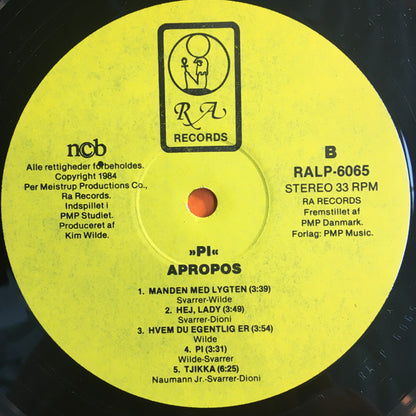 RA
RECORDS
ncb
Alle rettigheder forbeholdes.
Copyright 1984
Per Meistrup Productions Co.,
Ra Records.
Indspillet i
PMP Studiet.
Produceret af
Kim Wilde.
B
RALP-6065
STEREO 33 RPM
RA RECORDS
Fremstillet af
PMP Danmark.
Forlag: PMP Music.
»PI«
APROPOS
1. MANDEN MED LYGTEN (3:39)
Svarrer-Wilde
2. HEJ, LADY (3:49)
Svarrer-Dioni
3. HVEM DU EGENTLIG ER (3:54)
Wilde
4. PI (3:31)
Wilde-Svarrer
5. TJIKKA (6:25)
Naumann Jr.-Svarrer-Dioni